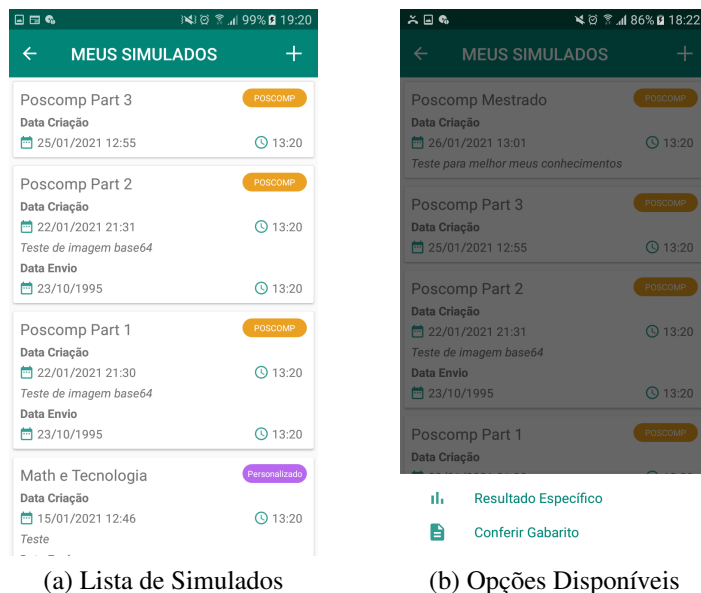 99% 19:20
MEUS SIMULADOS
Poscomp Part 3 POSCOMP
Data Criação
25/01/2021 12:55 13:20
Poscomp Part 2 POSCOMP
Data Criação
22/01/2021 21:31 13:20
Teste de imagem base64
Data Envio
23/10/1995 13:20
Poscomp Part 1 POSCOMP
Data Criação
22/01/2021 21:30 13:20
Teste de imagem base64
Data Envio
23/10/1995 13:20
Math e Tecnologia Personalizado
Data Criação
15/01/2021 12:46 13:20
Teste
(a) Lista de Simulados
86% 18:22
MEUS SIMULADOS
Poscomp Mestrado POSCOMP
Data Criação
26/01/2021 13:01 13:20
Teste para melhor meus conhecimentos
Poscomp Part 3 POSCOMP
Data Criação
25/01/2021 12:55 13:20
Poscomp Part 2 POSCOMP
Data Criação
22/01/2021 21:31 13:20
Teste de imagem base64
Data Envio
23/10/1995 13:20
Poscomp Part 1 POSCOMP
Data Criação
Resultado Específico
Conferir Gabarito
(b) Opções Disponíveis